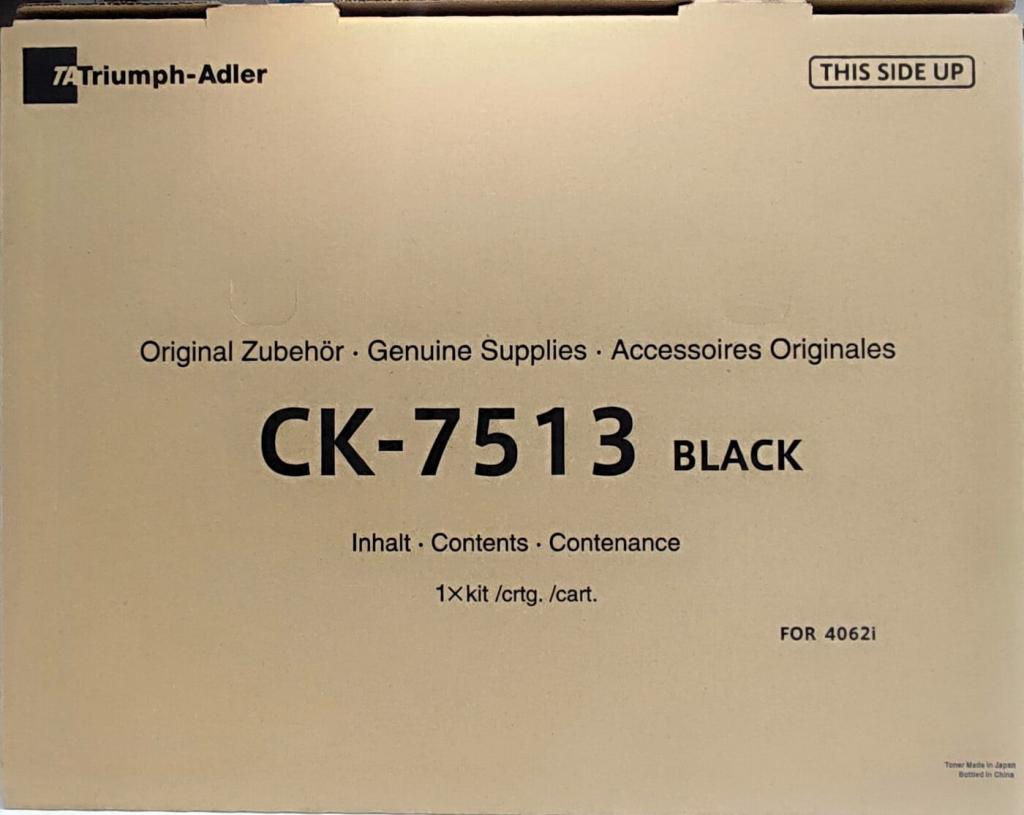 TA Triumph-Adler
THIS SIDE UP
Original Zubehör · Genuine Supplies · Accessoires Originales
CK-7513 BLACK
Inhalt · Contents · Contenance
1×kit /crtg. /cart.
FOR 4062i
Toner Made in Japan
Bottled in China